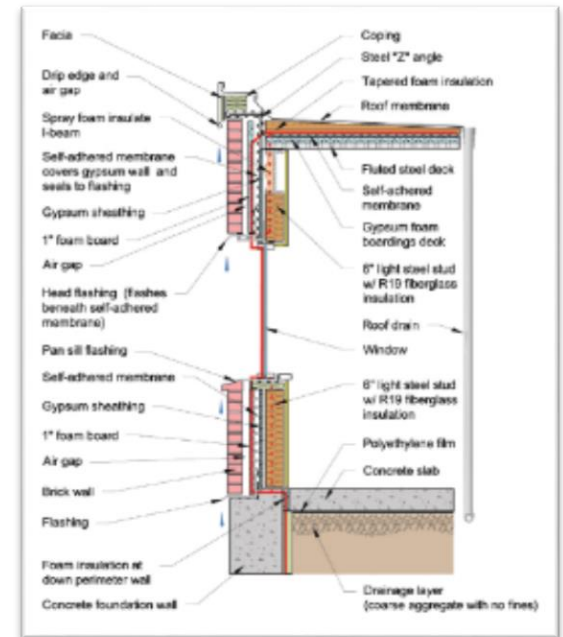 Facia
Drip edge and
air gap
Spray foam insulate
I-beam
Self-adhered membrane
covers gypsum wall and
seals to flashing
Gypsum sheathing
1" foam board
Air gap
Head flashing (flashes
beneath self-adhered
membrane)
Pan sill flashing
Self-adhered membrane
Gypsum sheathing
1" foam board
Air gap
Brick wall
Flashing
Foam insulation at
down perimeter wall
Concrete foundation wall
Coping
Steel "Z" angle
Tapered foam insulation
Roof membrane
Fluted steel deck
Self-adhered
membrane
Gypsum foam
boardings deck
6" light steel stud
w/ R19 fiberglass
insulation
Roof drain
Window
6" light steel stud
w/ R19 fiberglass
insulation
Polyethylene film
Concrete slab
Drainage layer
(coarse aggregate with no fines)